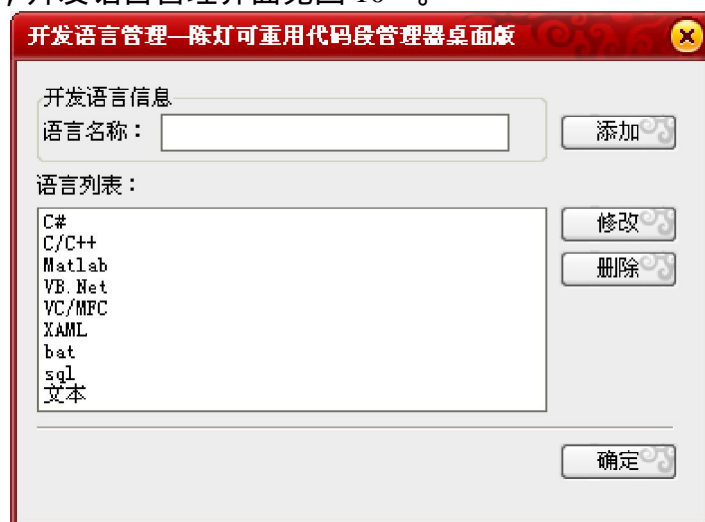 开发语言管理—陈灯可重用代码段管理器桌面版
开发语言信息
语言名称：
添加
语言列表：
C#
C/C++
Matlab
VB.Net
VC/MFC
XAML
bat
sql
文本
修改
删除
确定